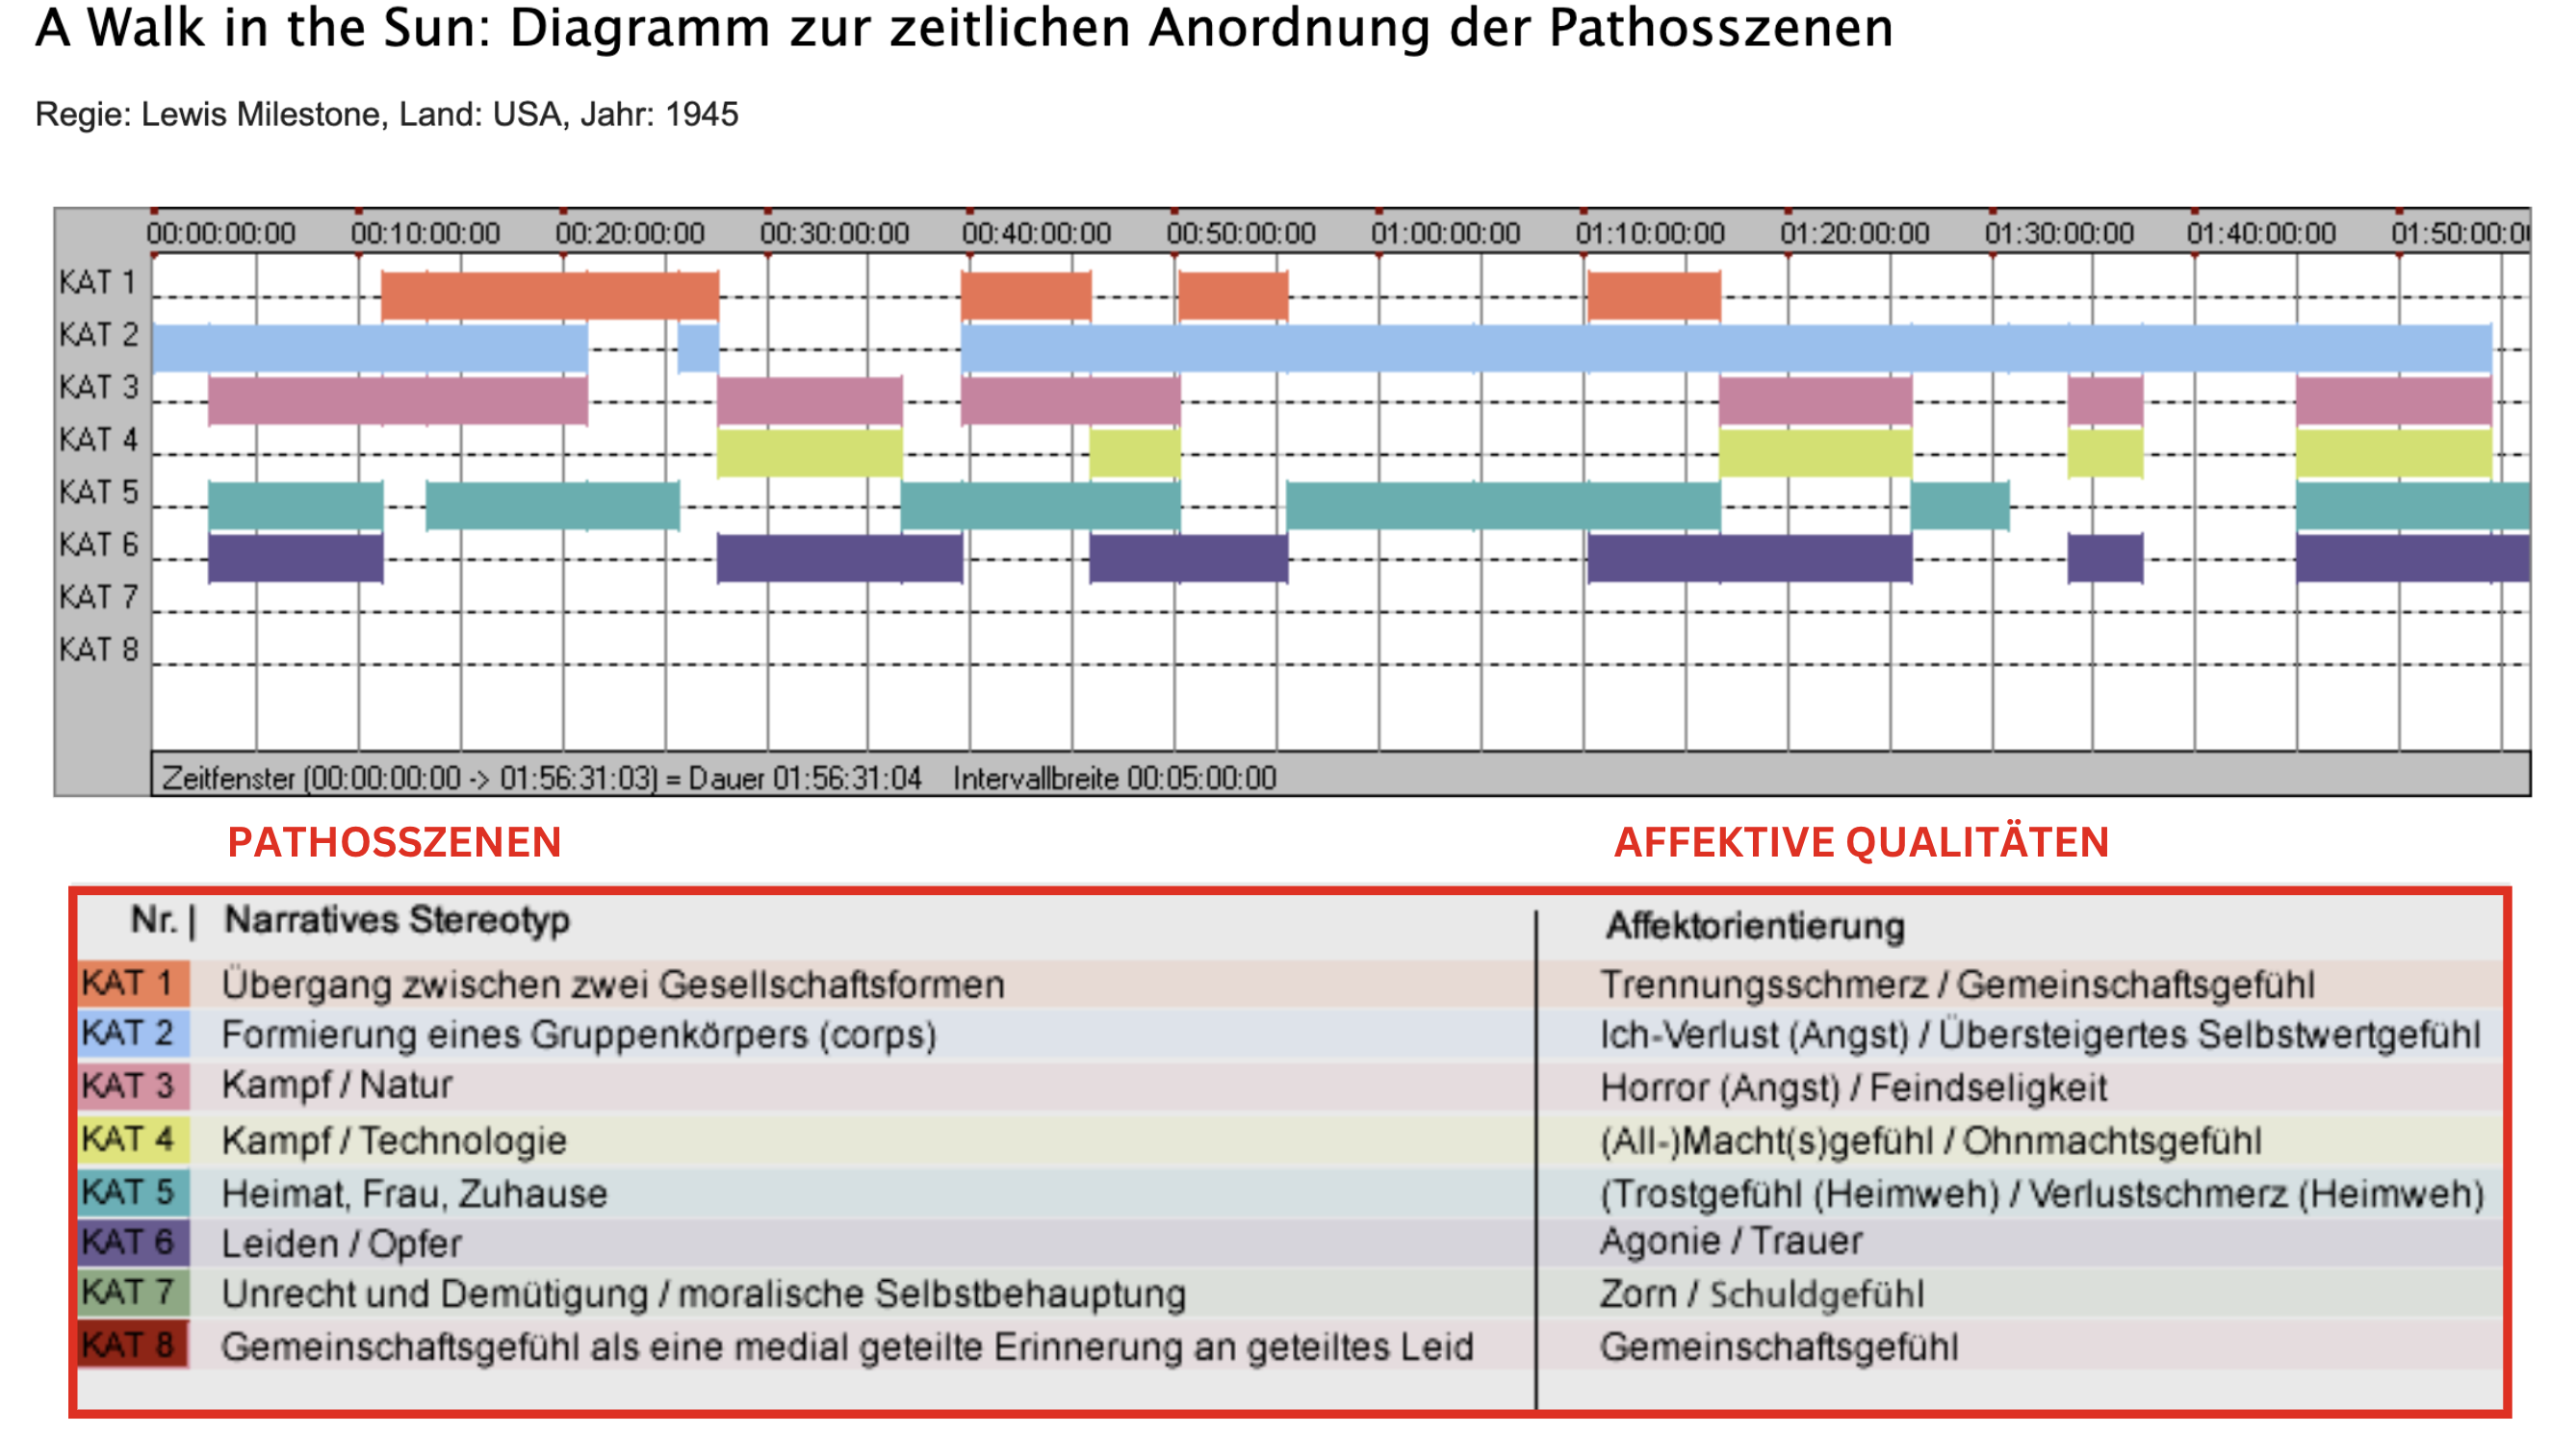 A Walk in the Sun: Diagramm zur zeitlichen Anordnung der Pathosszenen
Regie: Lewis Milestone, Land: USA, Jahr: 1945
00:00:00:00 00:10:00:00 00:20:00:00 00:30:00:00 00:40:00:00 00:50:00:00 01:00:00:00 01:10:00:00 01:20:00:00 01:30:00:00 01:40:00:00 01:50:00:0
KAT 1
KAT 2
KAT 3
KAT 4
KAT 5
KAT 6
KAT 7
KAT 8
Zeitfenster (00:00:00:00 -> 01:56:31:03) = Dauer 01:56:31:04 Intervallbreite 00:05:00:00
PATHOSSZENEN AFFEKTIVE QUALITÄTEN
Nr. | Narratives Stereotyp Affektorientierung
KAT 1 Übergang zwischen zwei Gesellschaftsformen Trennungsschmerz / Gemeinschaftsgefühl
KAT 2 Formierung eines Gruppenkörpers (corps) Ich-Verlust (Angst) / Übersteigertes Selbstwertgefühl
KAT 3 Kampf / Natur Horror (Angst) / Feindseligkeit
KAT 4 Kampf / Technologie (All-)Macht(s)gefühl / Ohnmachtsgefühl
KAT 5 Heimat, Frau, Zuhause (Trostgefühl (Heimweh) / Verlustschmerz (Heimweh)
KAT 6 Leiden / Opfer Agonie / Trauer
KAT 7 Unrecht und Demütigung / moralische Selbstbehauptung Zorn / Schuldgefühl
KAT 8 Gemeinschaftsgefühl als eine medial geteilte Erinnerung an geteiltes Leid Gemeinschaftsgefühl